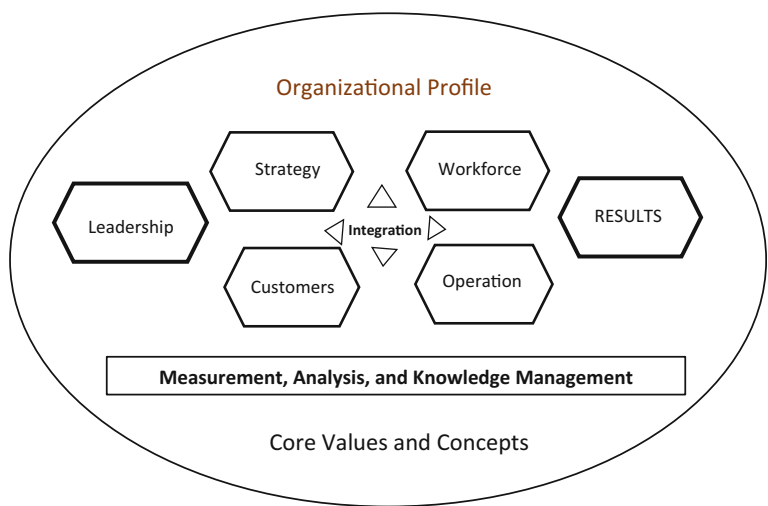 Organizational Profile
Strategy
Workforce
Leadership
Integration
RESULTS
Customers
Operation
Measurement, Analysis, and Knowledge Management
Core Values and Concepts